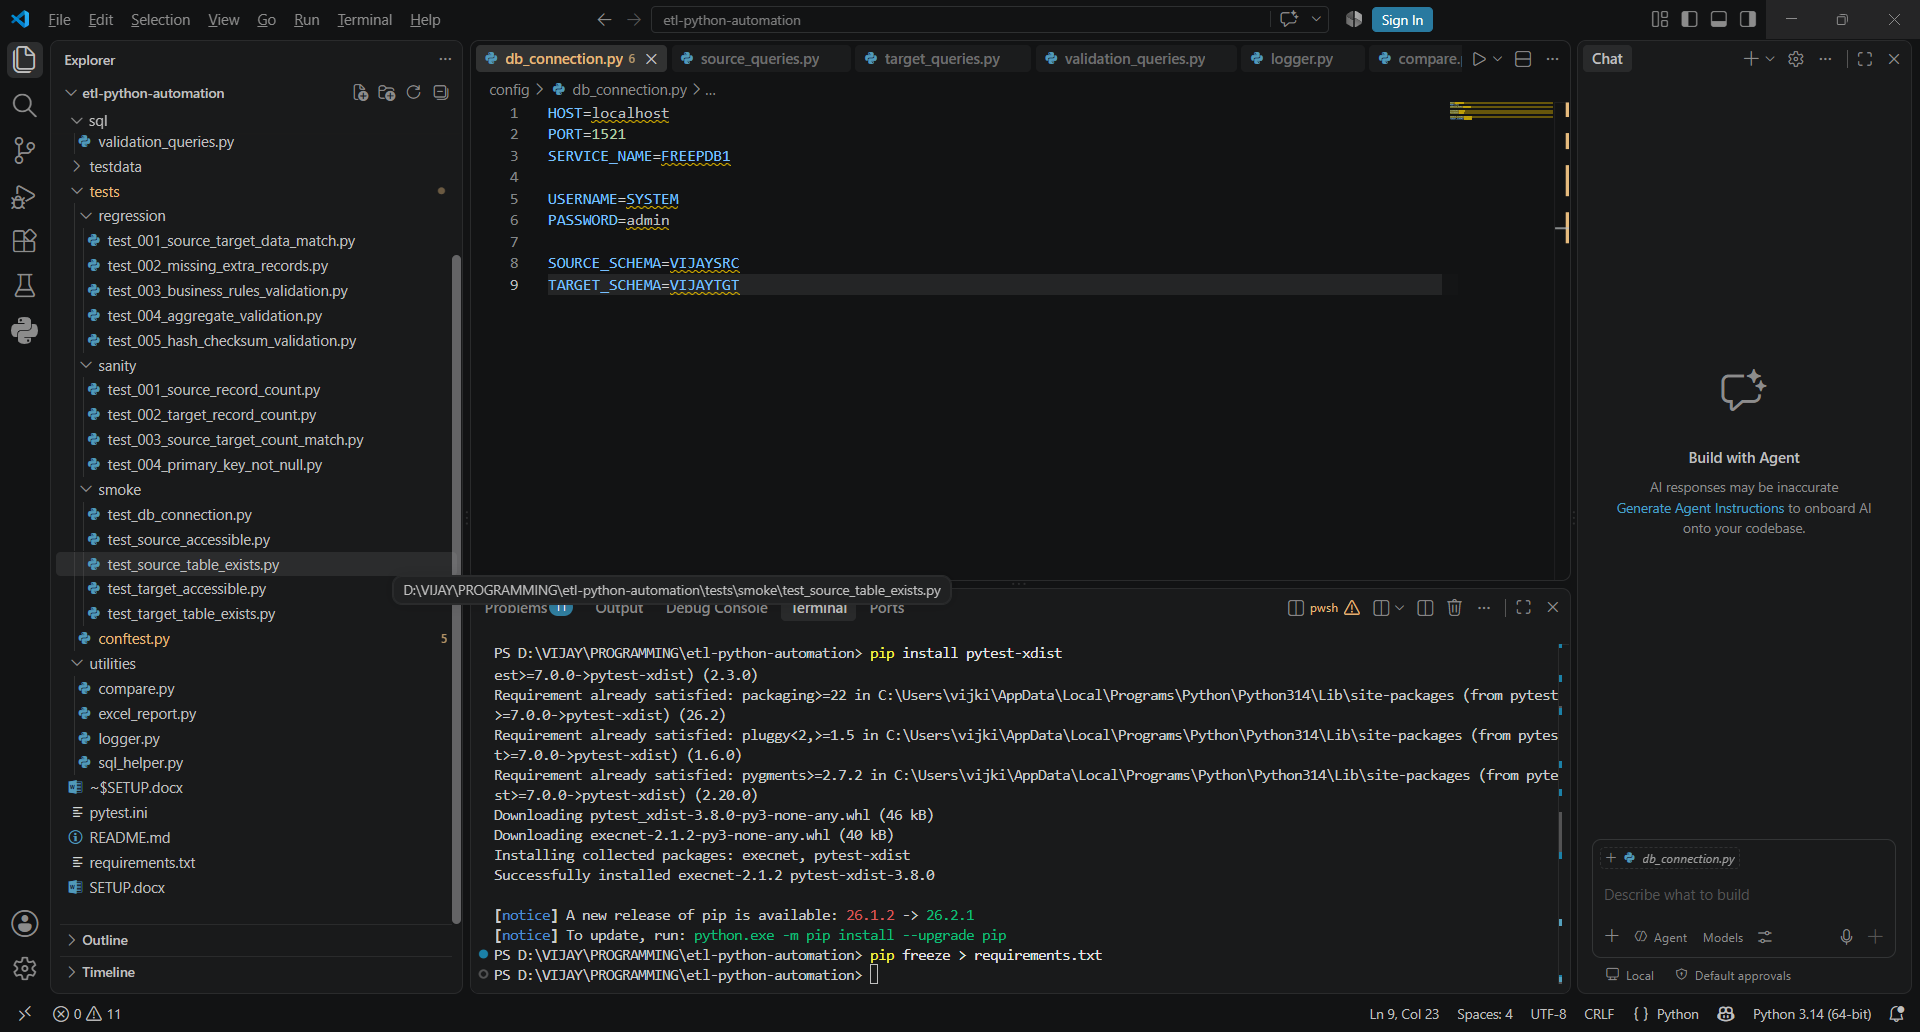 File Edit Selection View Go Run Terminal Help
etl-python-automation
Sign In
Explorer
etl-python-automation
sql
validation_queries.py
testdata
tests
regression
test_001_source_target_data_match.py
test_002_missing_extra_records.py
test_003_business_rules_validation.py
test_004_aggregate_validation.py
test_005_hash_checksum_validation.py
sanity
test_001_source_record_count.py
test_002_target_record_count.py
test_003_source_target_count_match.py
test_004_primary_key_not_null.py
smoke
test_db_connection.py
test_source_accessible.py
test_source_table_exists.py
test_target_accessible.py
test_target_table_exists.py
conftest.py 5
utilities
compare.py
excel_report.py
logger.py
sql_helper.py
~$SETUP.docx
pytest.ini
README.md
requirements.txt
SETUP.docx
Outline
Timeline
db_connection.py 6
source_queries.py
target_queries.py
validation_queries.py
logger.py
compare.
config > db_connection.py > ...
1 HOST=localhost
2 PORT=1521
3 SERVICE_NAME=FREEPDB1
4
5 USERNAME=SYSTEM
6 PASSWORD=admin
7
8 SOURCE_SCHEMA=VIJAYSRC
9 TARGET_SCHEMA=VIJAYTGT
D:\VIJAY\PROGRAMMING\etl-python-automation\tests\smoke\test_source_table_exists.py
Problems 11 Output Debug Console Terminal Ports
pwsh
PS D:\VIJAY\PROGRAMMING\etl-python-automation> pip install pytest-xdist
est>=7.0.0->pytest-xdist) (2.3.0)
Requirement already satisfied: packaging>=22 in C:\Users\vijki\AppData\Local\Programs\Python\Python314\Lib\site-packages (from pytest
>=7.0.0->pytest-xdist) (26.2)
Requirement already satisfied: pluggy<2,>=1.5 in C:\Users\vijki\AppData\Local\Programs\Python\Python314\Lib\site-packages (from pytes
t>=7.0.0->pytest-xdist) (1.6.0)
Requirement already satisfied: pygments>=2.7.2 in C:\Users\vijki\AppData\Local\Programs\Python\Python314\Lib\site-packages (from pyte
st>=7.0.0->pytest-xdist) (2.20.0)
Downloading pytest_xdist-3.8.0-py3-none-any.whl (46 kB)
Downloading execnet-2.1.2-py3-none-any.whl (40 kB)
Installing collected packages: execnet, pytest-xdist
Successfully installed execnet-2.1.2 pytest-xdist-3.8.0
[notice] A new release of pip is available: 26.1.2 -> 26.2.1
[notice] To update, run: python.exe -m pip install --upgrade pip
PS D:\VIJAY\PROGRAMMING\etl-python-automation> pip freeze > requirements.txt
PS D:\VIJAY\PROGRAMMING\etl-python-automation>
Chat
Build with Agent
AI responses may be inaccurate
Generate Agent Instructions to onboard AI
onto your codebase.
db_connection.py
Describe what to build
Agent Models
Local Default approvals
0 11
Ln 9, Col 23 Spaces: 4 UTF-8 CRLF {} Python Python 3.14 (64-bit)